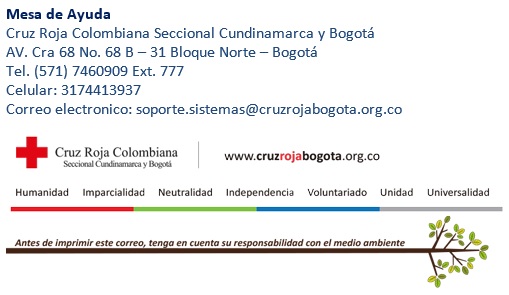 Mesa de Ayuda
Cruz Roja Colombiana Seccional Cundinamarca y Bogotá
AV. Cra 68 No. 68 B – 31 Bloque Norte – Bogotá
Tel. (571) 7460909 Ext. 777
Celular: 3174413937
Correo electronico: soporte.sistemas@cruzrojabogota.org.co
Cruz Roja Colombiana
Seccional Cundinamarca y Bogotá
www.cruzrojabogota.org.co
Humanidad Imparcialidad Neutralidad Independencia Voluntariado Unidad Universalidad
Antes de imprimir este correo, tenga en cuenta su responsabilidad con el medio ambiente